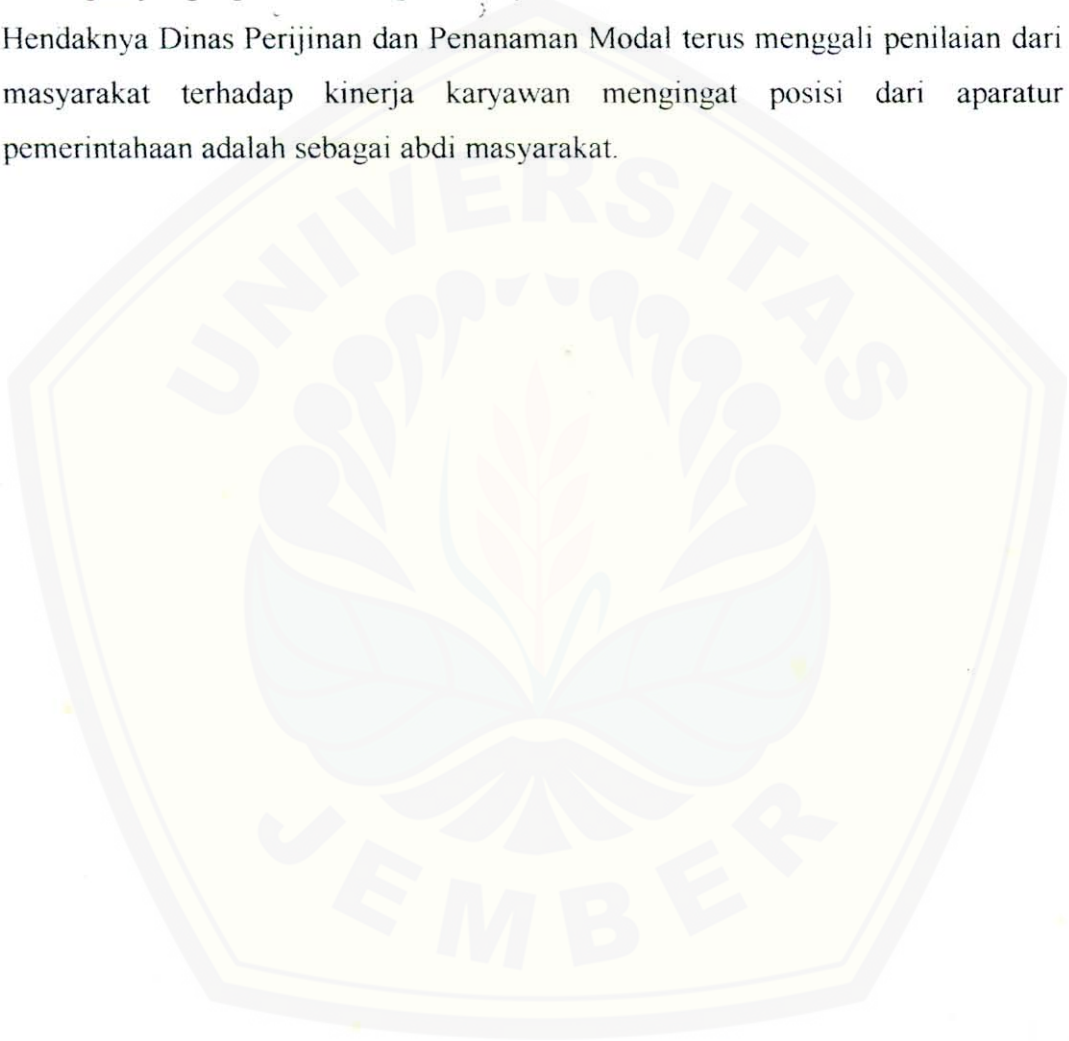 Hendaknya Dinas Perijinan dan Penanaman Modal terus menggali penilaian dari
masyarakat terhadap kinerja karyawan mengingat posisi dari aparatur
pemerintahaan adalah sebagai abdi masyarakat.
UNIVERSITAS
JEMBER